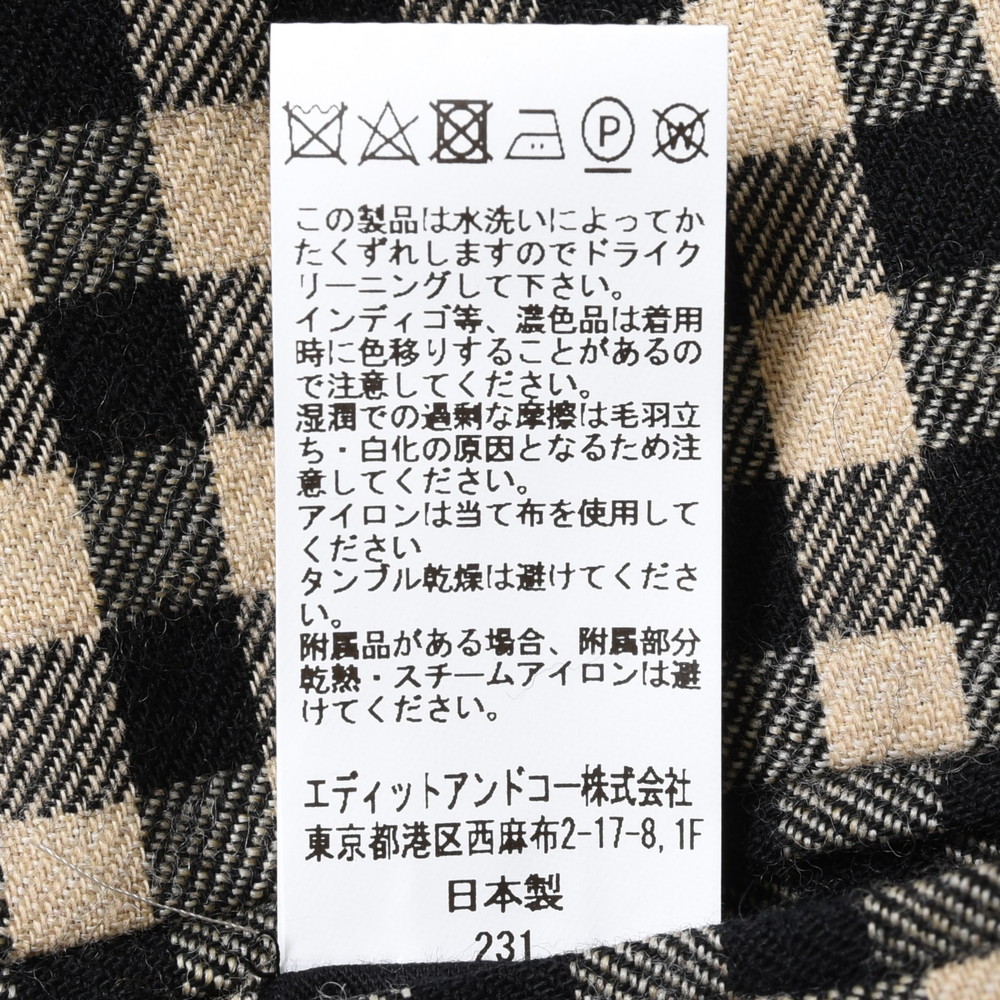 P W
この製品は水洗いによってか
たくずれしますのでドライク
リーニングして下さい。
インディゴ等、濃色品は着用
時に色移りすることがあるの
で注意してください。
湿潤での過剰な摩擦は毛羽立
ち・白化の原因となるため注
意してください。
アイロンは当て布を使用して
ください
タンブル乾燥は避けてくださ
い。
附属品がある場合、附属部分
乾熱・スチームアイロンは避
けてください。
エディットアンドコー株式会社
東京都港区西麻布2-17-8,1F
日本製
231